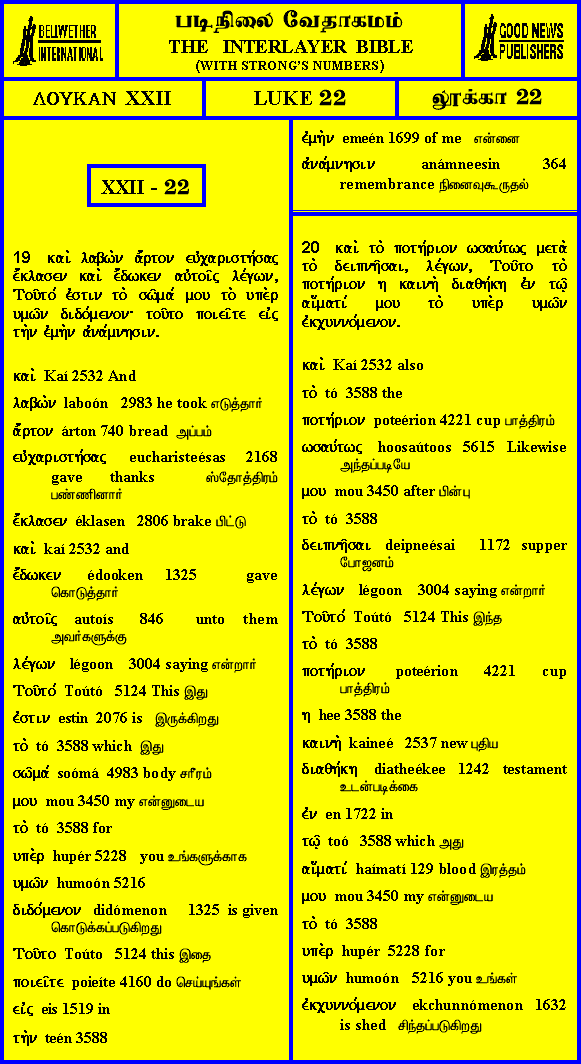 BELLWETHER
INTERNATIONAL
படிநிலை வேதாகமம்
THE INTERLAYER BIBLE
(WITH STRONG'S NUMBERS)
GOOD NEWS
PUBLISHERS
ΛΟΥΚΑΝ XXII
LUKE 22
லூக்கா 22
XXII - 22
19 καὶ λαβὼν ἄρτον εὐχαριστήσας
ἔκλασεν καὶ ἔδωκεν αὐτοῖς λέγων,
Τοῦτό ἐστιν τὸ σῶμά μου τὸ υπὲρ
υμῶν διδόμενον· τοῦτο ποιεῖτε εἰς
τὴν ἐμὴν ἀνάμνησιν.
καὶ Kaí 2532 And
λαβὼν laboón 2983 he took எடுத்தார்
ἄρτον árton 740 bread அப்பம்
εὐχαριστήσας eucharisteésas 2168
gave thanks ஸ்தோத்திரம்
பண்ணினார்
ἔκλασεν éklasen 2806 brake பிட்டு
καὶ kaí 2532 and
ἔδωκεν édooken 1325 gave
கொடுத்தார்
αὐτοῖς autoís 846 unto them
அவர்களுக்கு
λέγων légoon 3004 saying என்றார்
Τοῦτό Toútó 5124 This இது
ἐστιν estin 2076 is இருக்கிறது
τὸ tó 3588 which இது
σῶμά soómá 4983 body சரீரம்
μου mou 3450 my என்னுடைய
τὸ tó 3588 for
υπὲρ hupér 5228 you உங்களுக்காக
υμῶν humoón 5216
διδόμενον didómenon 1325 is given
கொடுக்கப்படுகிறது
Τοῦτο Toúto 5124 this இதை
ποιεῖτε poieíte 4160 do செய்யுங்கள்
εἰς eis 1519 in
τὴν teén 3588
ἐμὴν emeén 1699 of me என்னை
ἀνάμνησιν anámneesin 364
remembrance நினைவுகூருதல்
20 καὶ τὸ ποτήριον ωσαύτως μετὰ
τὸ δειπνῆσαι, λέγων, Τοῦτο τὸ
ποτήριον η καινὴ διαθήκη ἐν τῷ
αἵματί μου τὸ υπὲρ υμῶν
ἐκχυννόμενον.
καὶ Kaí 2532 also
τὸ tó 3588 the
ποτήριον poteérion 4221 cup பாத்திரம்
ωσαύτως hoosaútoos 5615 Likewise
அந்தப்படியே
μου mou 3450 after பின்பு
τὸ tó 3588
δειπνῆσαι deipneésai 1172 supper
போஜனம்
λέγων légoon 3004 saying என்றார்
Τοῦτό Toútó 5124 This இந்த
τὸ tó 3588
ποτήριον poteérion 4221 cup
பாத்திரம்
η hee 3588 the
καινὴ kaineé 2537 new புதிய
διαθήκη diatheékee 1242 testament
உடன்படிக்கை
ἐν en 1722 in
τῷ toó 3588 which அது
αἵματί haímatí 129 blood இரத்தம்
μου mou 3450 my என்னுடைய
τὸ tó 3588
υπὲρ hupér 5228 for
υμῶν humoón 5216 you உங்கள்
ἐκχυννόμενον ekchunnómenon 1632
is shed சிந்தப்படுகிறது